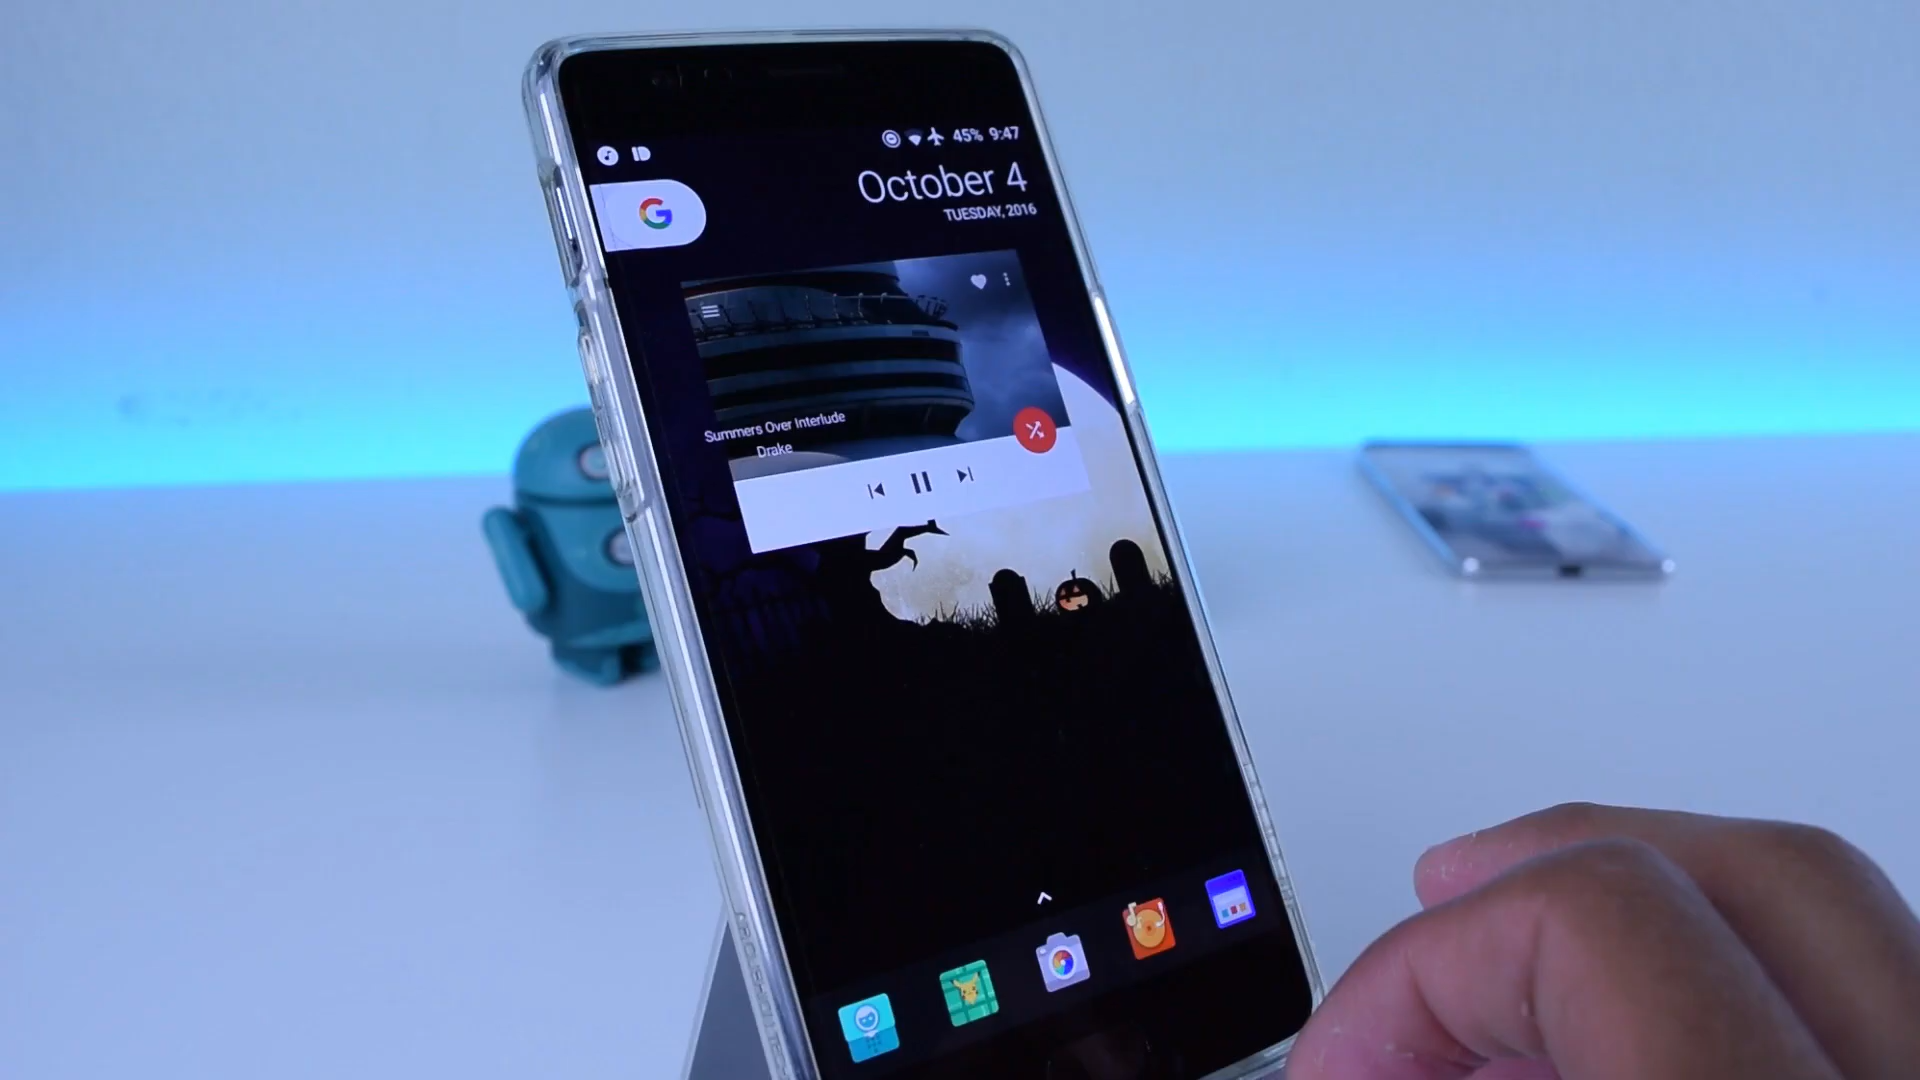 45% 9:47
October 4
TUESDAY, 2016
G
Summers Over Interlude
Drake